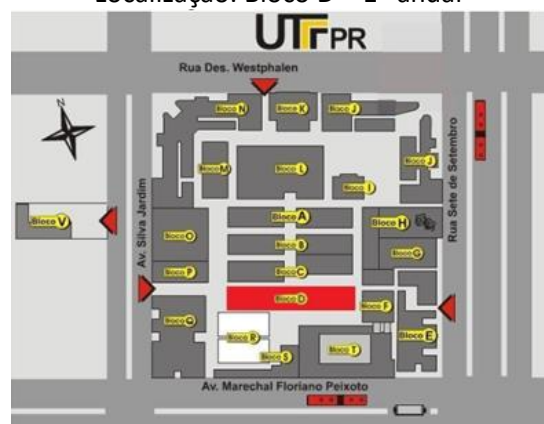 Localização: Bloco D – 1º andar
UTFPR
Rua Des. Westphalen
N
Bloco N
Bloco K
Bloco J
Bloco M
Bloco L
Bloco J
Bloco I
Bloco V
Av. Silva Jardim
Bloco O
Bloco A
Bloco H
Rua Sete de Setembro
Bloco B
Bloco G
Bloco P
Bloco C
Bloco D
Bloco F
Bloco Q
Bloco R
Bloco E
Bloco S
Bloco T
Av. Marechal Floriano Peixoto